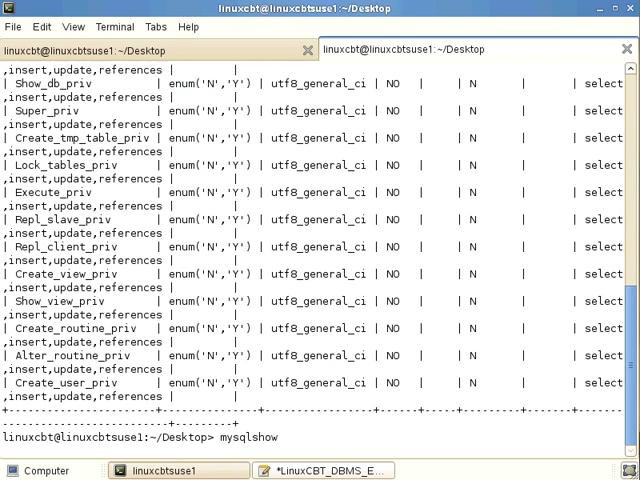 linuxcbt@linuxcbtsuse1:~/Desktop
File Edit View Terminal Tabs Help
linuxcbt@linuxcbtsuse1:~/Desktop
linuxcbt@linuxcbtsuse1:~/Desktop
,insert,update,references | |
| Show_db_priv | enum('N','Y') | utf8_general_ci | NO | | N | | select
,insert,update,references | |
| Super_priv | enum('N','Y') | utf8_general_ci | NO | | N | | select
,insert,update,references | |
| Create_tmp_table_priv | enum('N','Y') | utf8_general_ci | NO | | N | | select
,insert,update,references | |
| Lock_tables_priv | enum('N','Y') | utf8_general_ci | NO | | N | | select
,insert,update,references | |
| Execute_priv | enum('N','Y') | utf8_general_ci | NO | | N | | select
,insert,update,references | |
| Repl_slave_priv | enum('N','Y') | utf8_general_ci | NO | | N | | select
,insert,update,references | |
| Repl_client_priv | enum('N','Y') | utf8_general_ci | NO | | N | | select
,insert,update,references | |
| Create_view_priv | enum('N','Y') | utf8_general_ci | NO | | N | | select
,insert,update,references | |
| Show_view_priv | enum('N','Y') | utf8_general_ci | NO | | N | | select
,insert,update,references | |
| Create_routine_priv | enum('N','Y') | utf8_general_ci | NO | | N | | select
,insert,update,references | |
| Alter_routine_priv | enum('N','Y') | utf8_general_ci | NO | | N | | select
,insert,update,references | |
| Create_user_priv | enum('N','Y') | utf8_general_ci | NO | | N | | select
,insert,update,references | |
+-----------------------+---------------+-----------------+------+-----+---------+-------+-------
--------------------------+---------+
linuxcbt@linuxcbtsuse1:~/Desktop> mysqlshow
Computer linuxcbtsuse1 *LinuxCBT_DBMS_E...